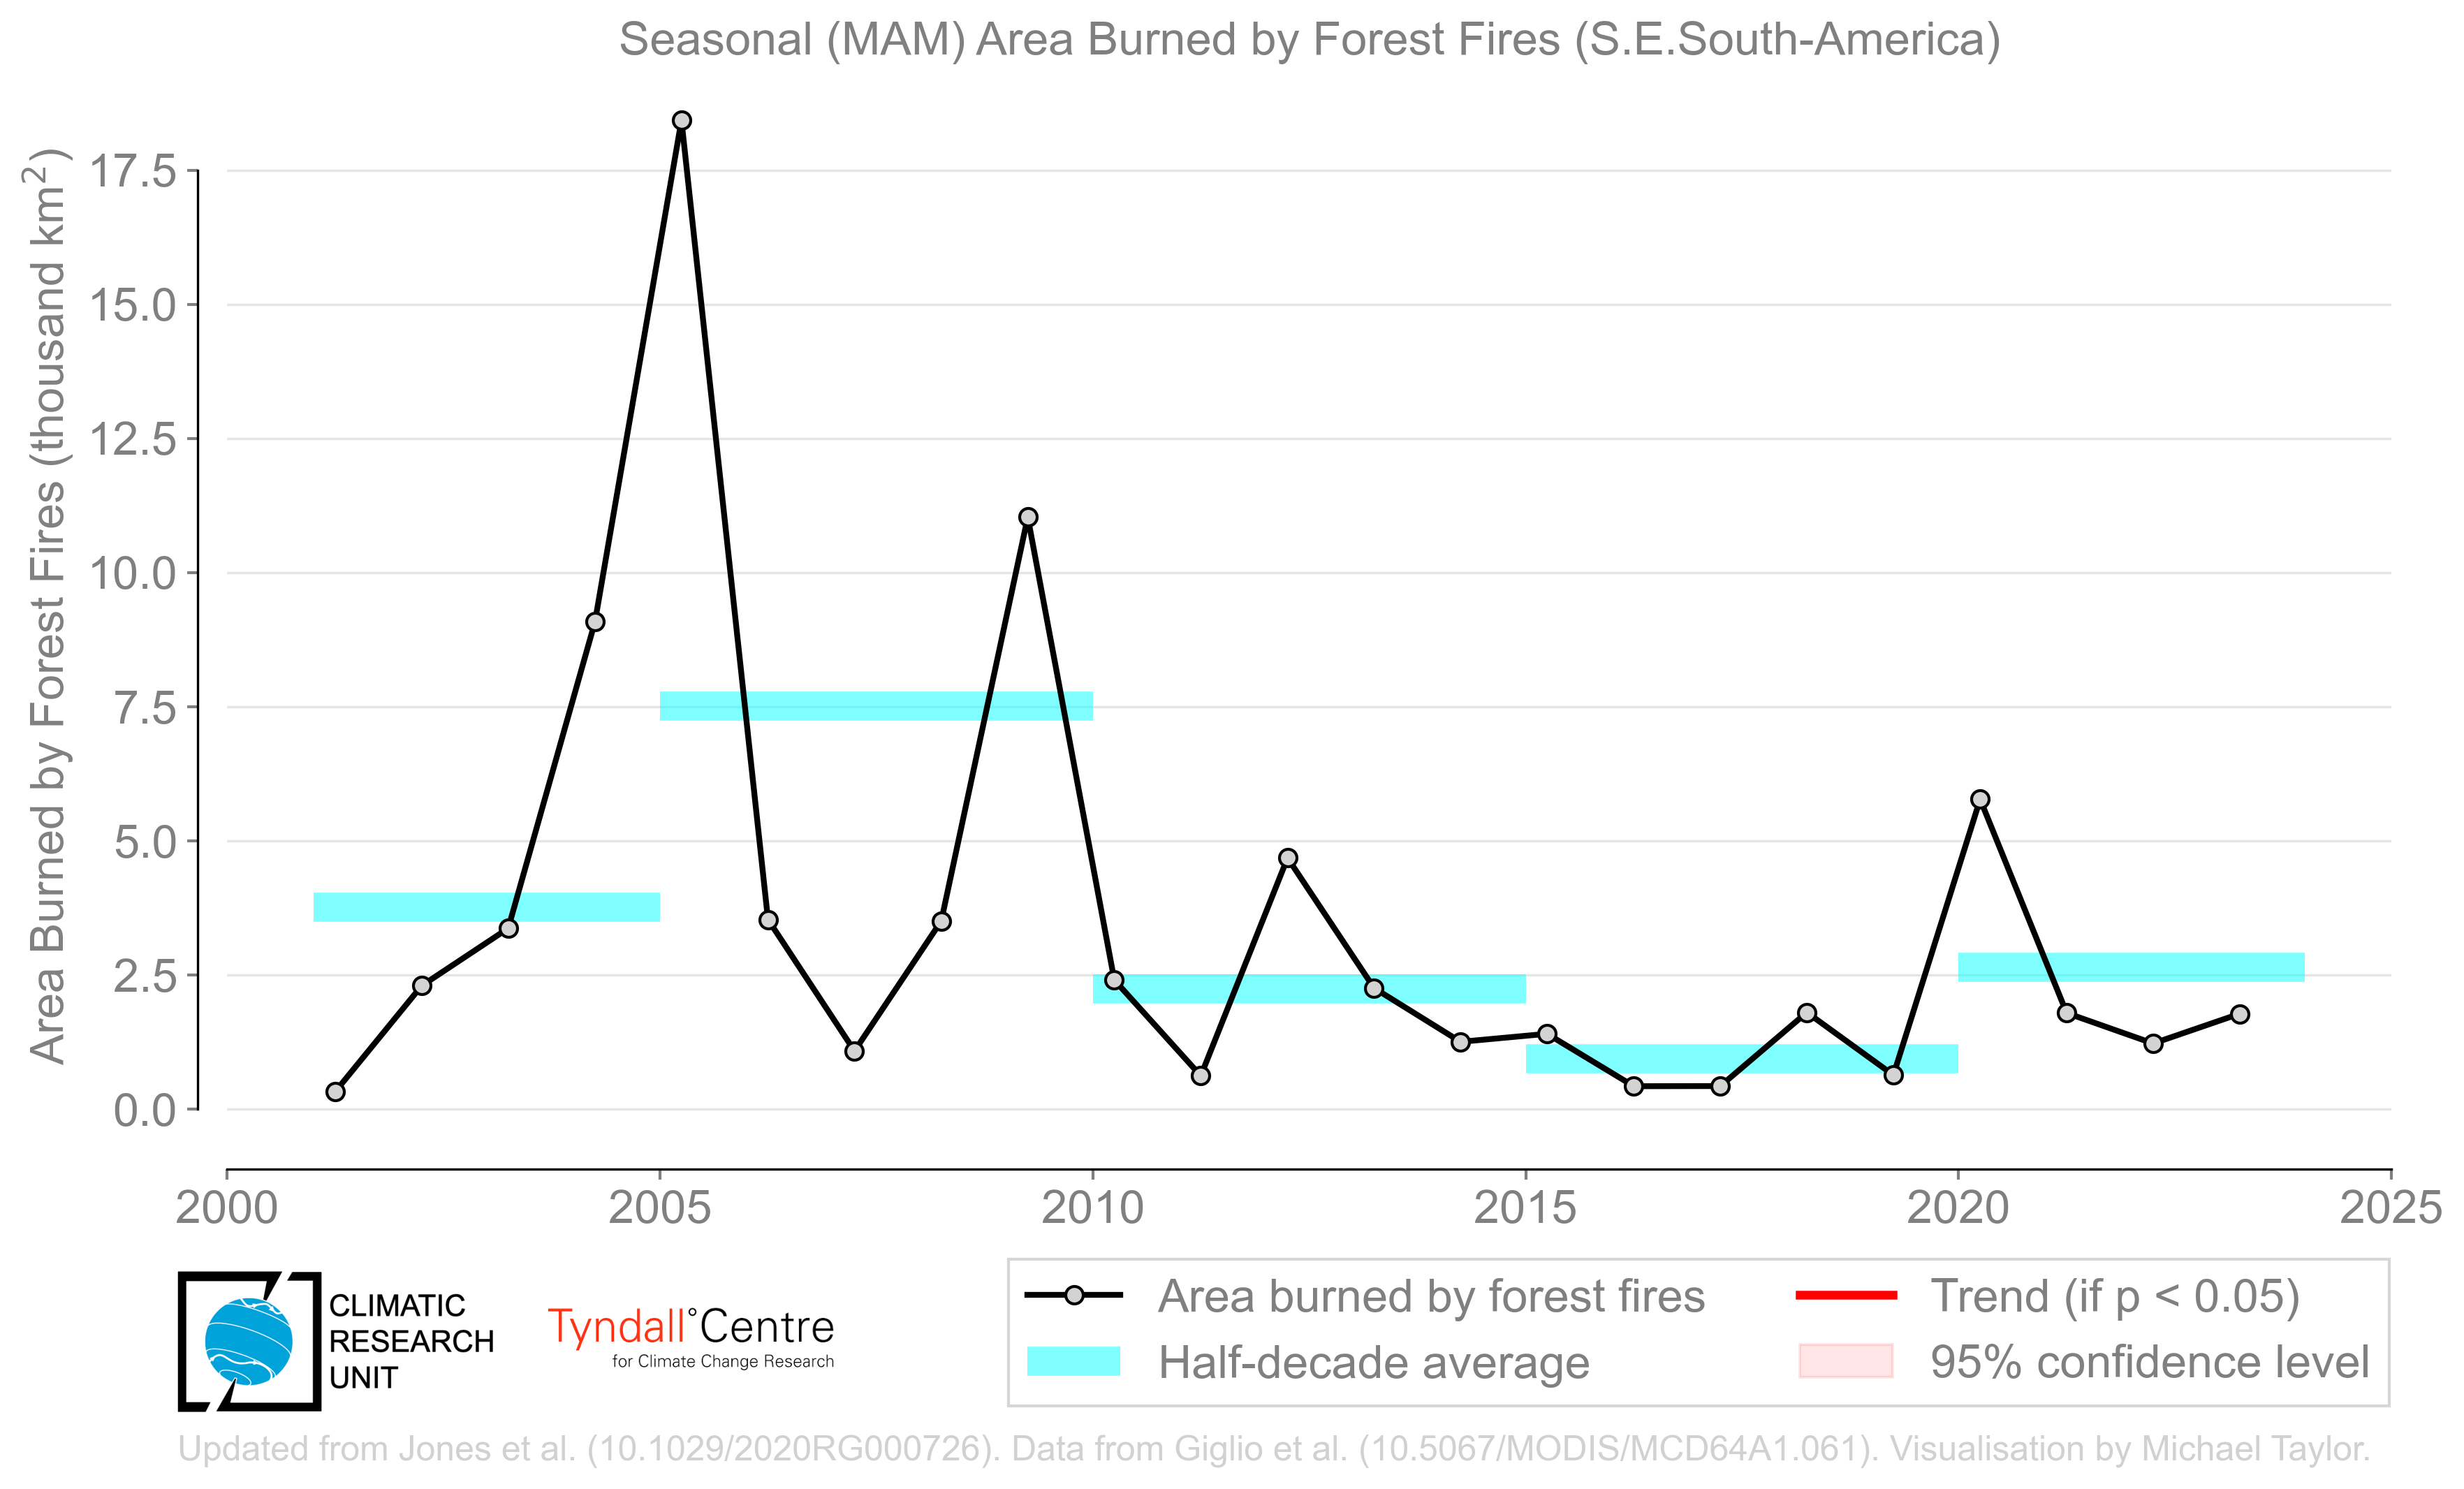 Seasonal (MAM) Area Burned by Forest Fires (S.E.South-America)
Area Burned by Forest Fires (thousand km²)
17.5
15.0
12.5
10.0
7.5
5.0
2.5
0.0
2000 2005 2010 2015 2020 2025
CLIMATIC
RESEARCH
UNIT
Tyndall°Centre
for Climate Change Research
Area burned by forest fires
Half-decade average
Trend (if p < 0.05)
95% confidence level
Updated from Jones et al. (10.1029/2020RG000726). Data from Giglio et al. (10.5067/MODIS/MCD64A1.061). Visualisation by Michael Taylor.